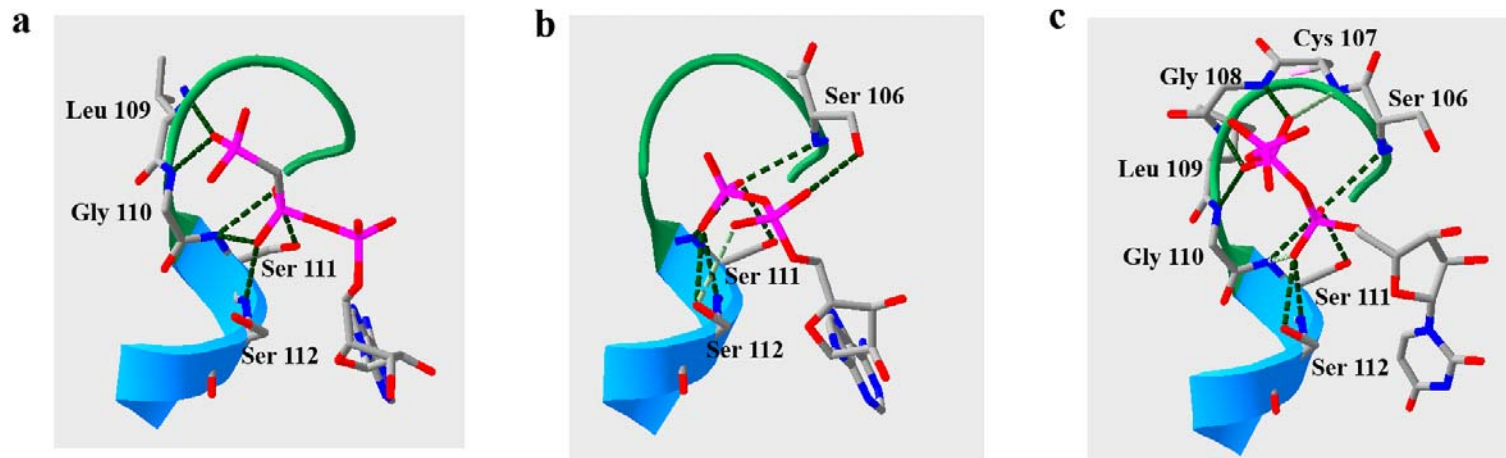 a
Leu 109
Gly 110
Ser 111
Ser 112
b
Ser 106
Ser 111
Ser 112
c
Cys 107
Gly 108
Ser 106
Leu 109
Gly 110
Ser 111
Ser 112